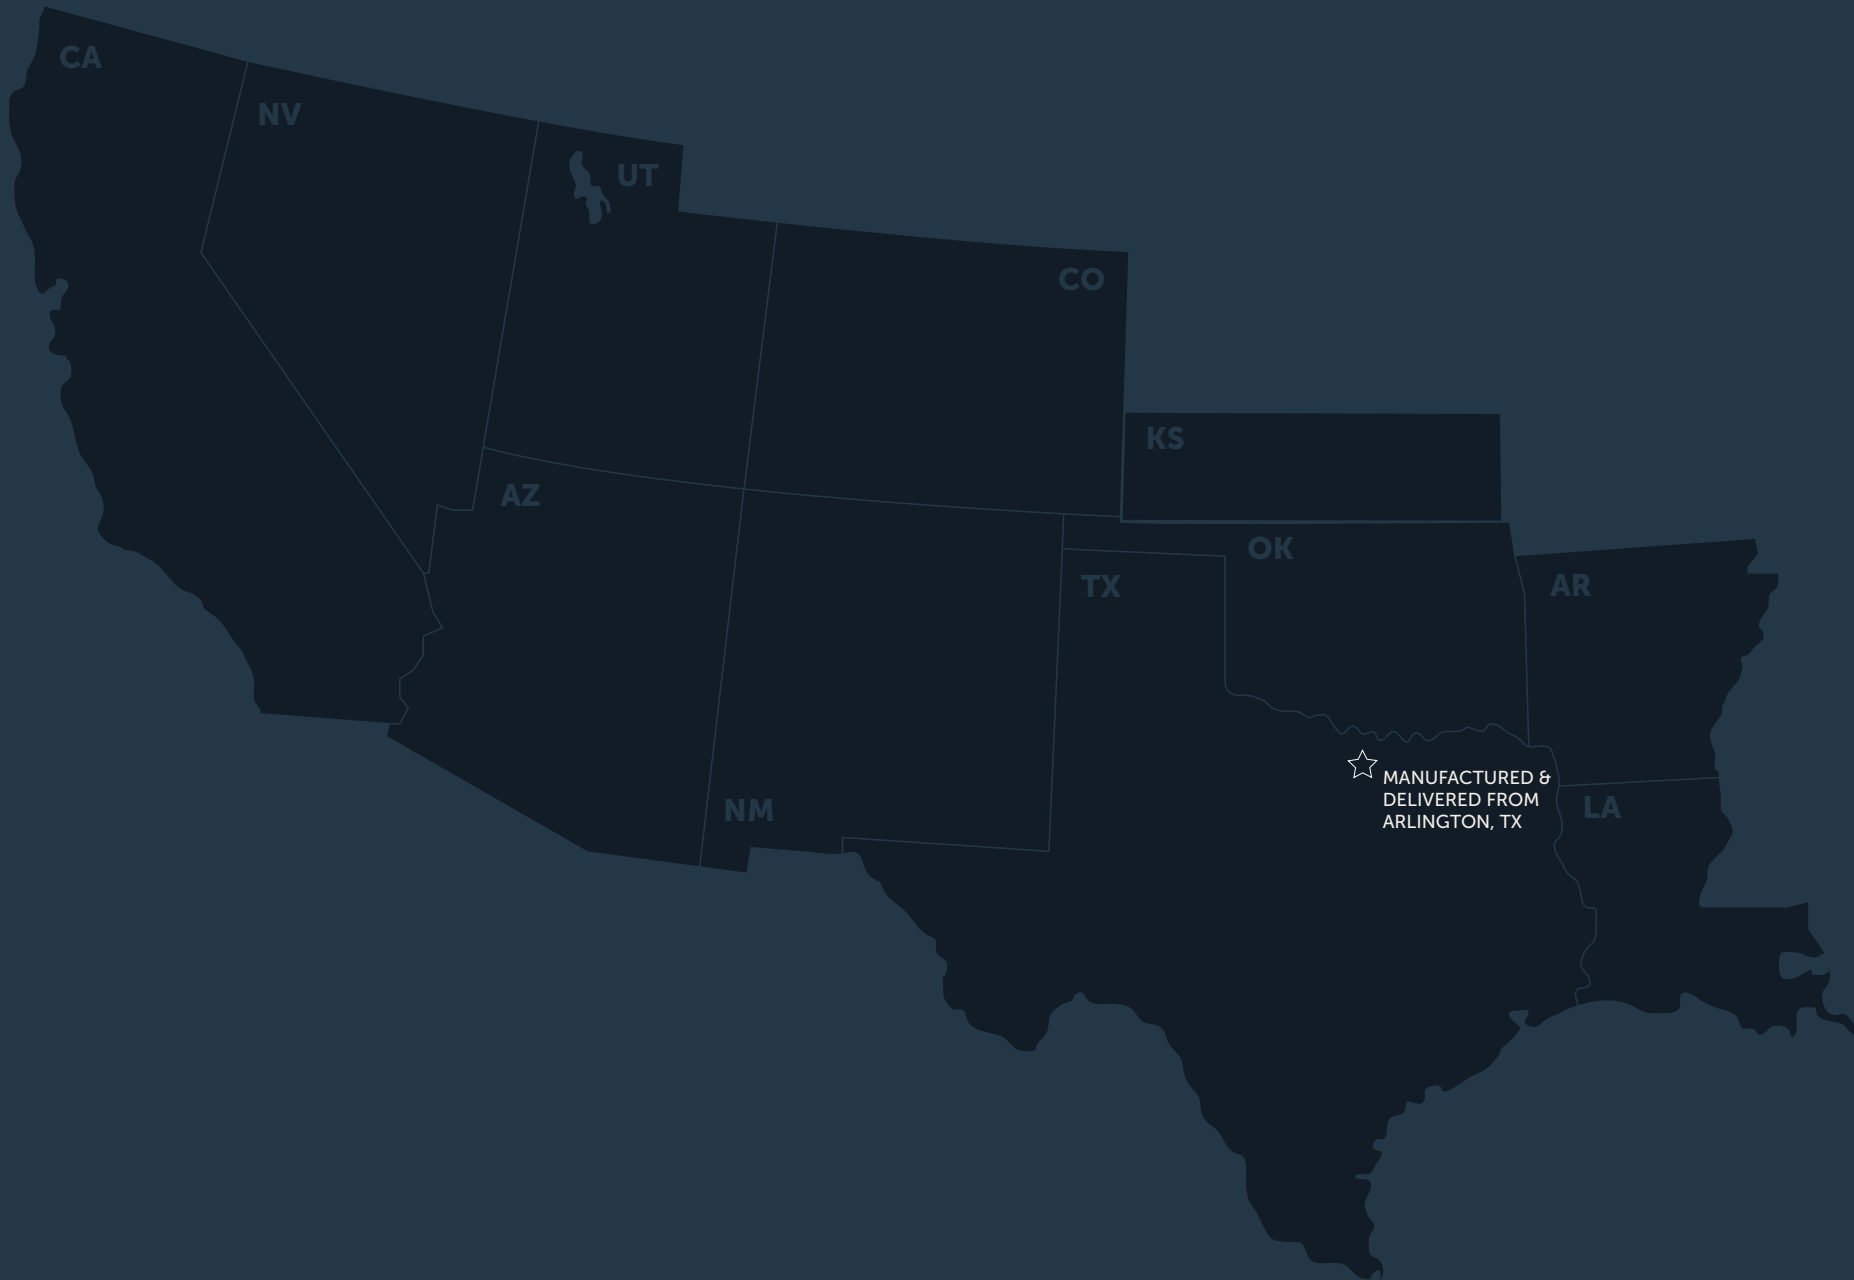 CA
NV
UT
CO
KS
AZ
OK
TX
AR
NM
LA
MANUFACTURED &
DELIVERED FROM
ARLINGTON, TX